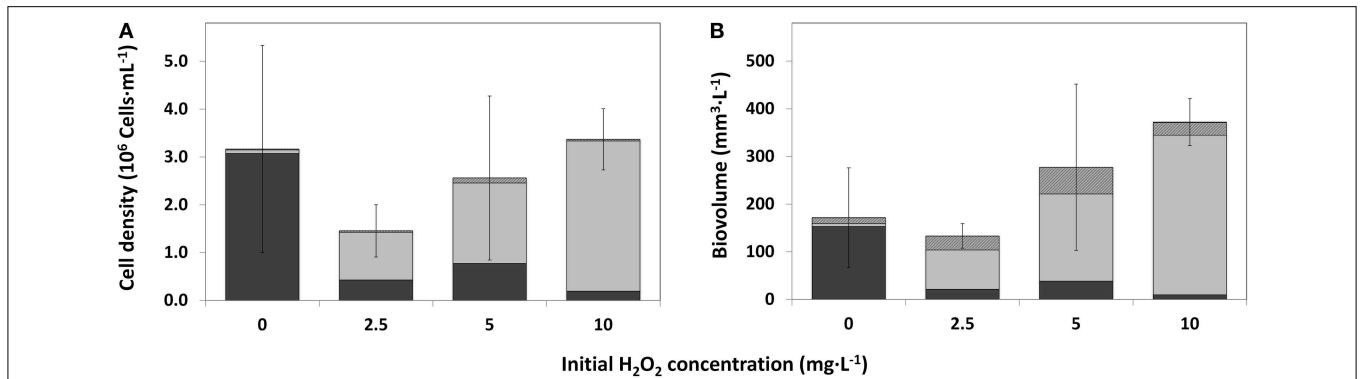 A
B
Cell density (10⁶ Cells·mL⁻¹)
5.0
4.0
3.0
2.0
1.0
0.0
0 2.5 5 10
Biovolume (mm³·L⁻¹)
500
400
300
200
100
0
0 2.5 5 10
Initial H₂O₂ concentration (mg·L⁻¹)